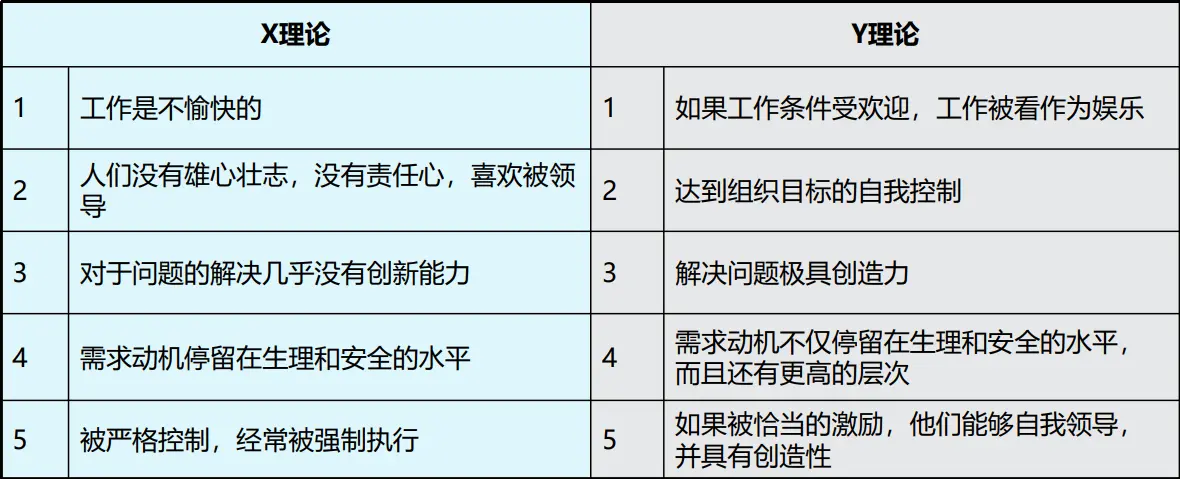 X理论
Y理论
1
工作是不愉快的
1
如果工作条件受欢迎，工作被看作为娱乐
2
人们没有雄心壮志，没有责任心，喜欢被领
导
2
达到组织目标的自我控制
3
对于问题的解决几乎没有创新能力
3
解决问题极具创造力
4
需求动机停留在生理和安全的水平
4
需求动机不仅停留在生理和安全的水平，
而且还有更高的层次
5
被严格控制，经常被强制执行
5
如果被恰当的激励，他们能够自我领导，
并具有创造性